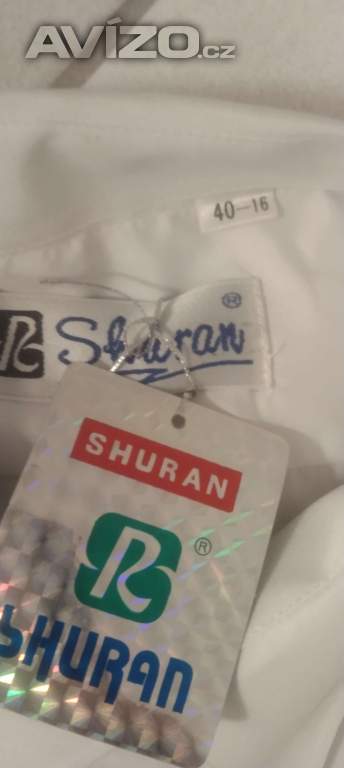 AVÍZO.cz
40-16
R Shuran ®
SHURAN
R ®
SHURAN